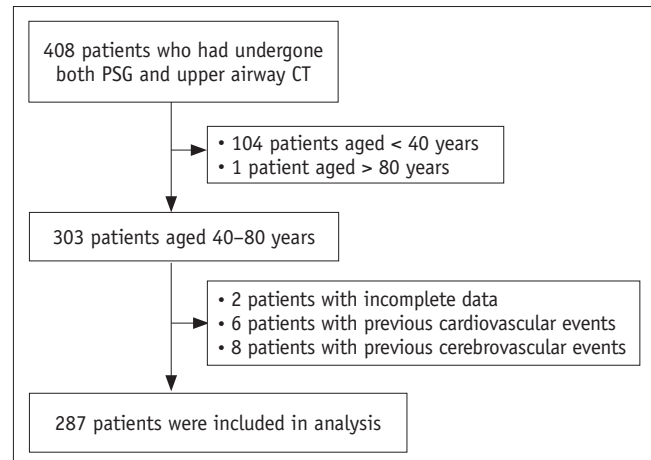 408 patients who had undergone
both PSG and upper airway CT
• 104 patients aged < 40 years
• 1 patient aged > 80 years
303 patients aged 40–80 years
• 2 patients with incomplete data
• 6 patients with previous cardiovascular events
• 8 patients with previous cerebrovascular events
287 patients were included in analysis